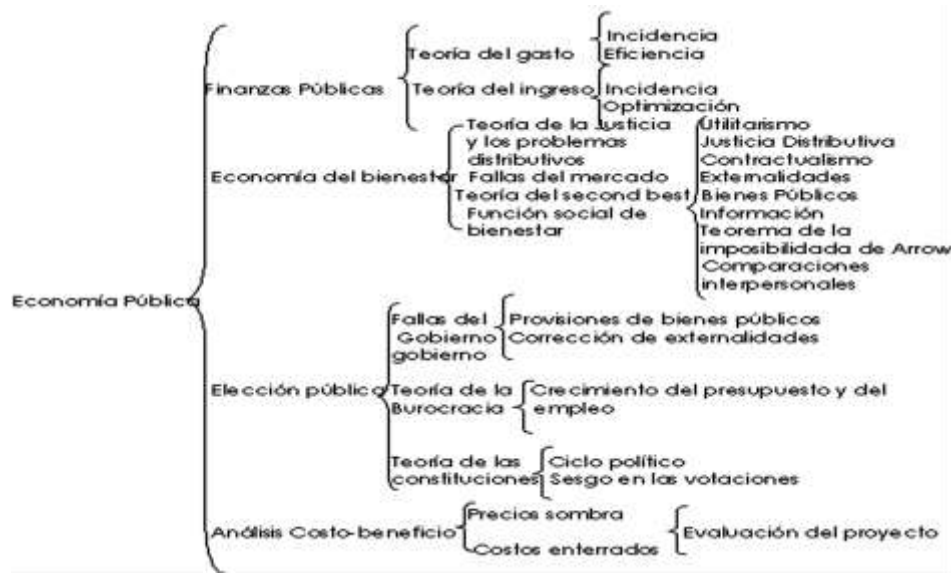 Economía Pública
Finanzas Públicas
Teoría del gasto
Incidencia
Eficiencia
Teoría del ingreso
Incidencia
Optimización
Economía del bienestar
Teoría de la Justicia
y los problemas
distributivos
Fallas del mercado
Teoría del second best
Función social de
bienestar
Utilitarismo
Justicia Distributiva
Contractualismo
Externalidades
Bienes Públicos
Información
Teorema de la
imposibilidada de Arrow
Comparaciones
interpersonales
Elección pública
Fallas del
Gobierno
gobierno
Provisiones de bienes públicos
Corrección de externalidades
Teoría de la
Burocracia
Crecimiento del presupuesto y del
empleo
Teoría de las
constituciones
Ciclo político
Sesgo en las votaciones
Análisis Costo-beneficio
Precios sombra
Costos enterrados
Evaluación del proyecto